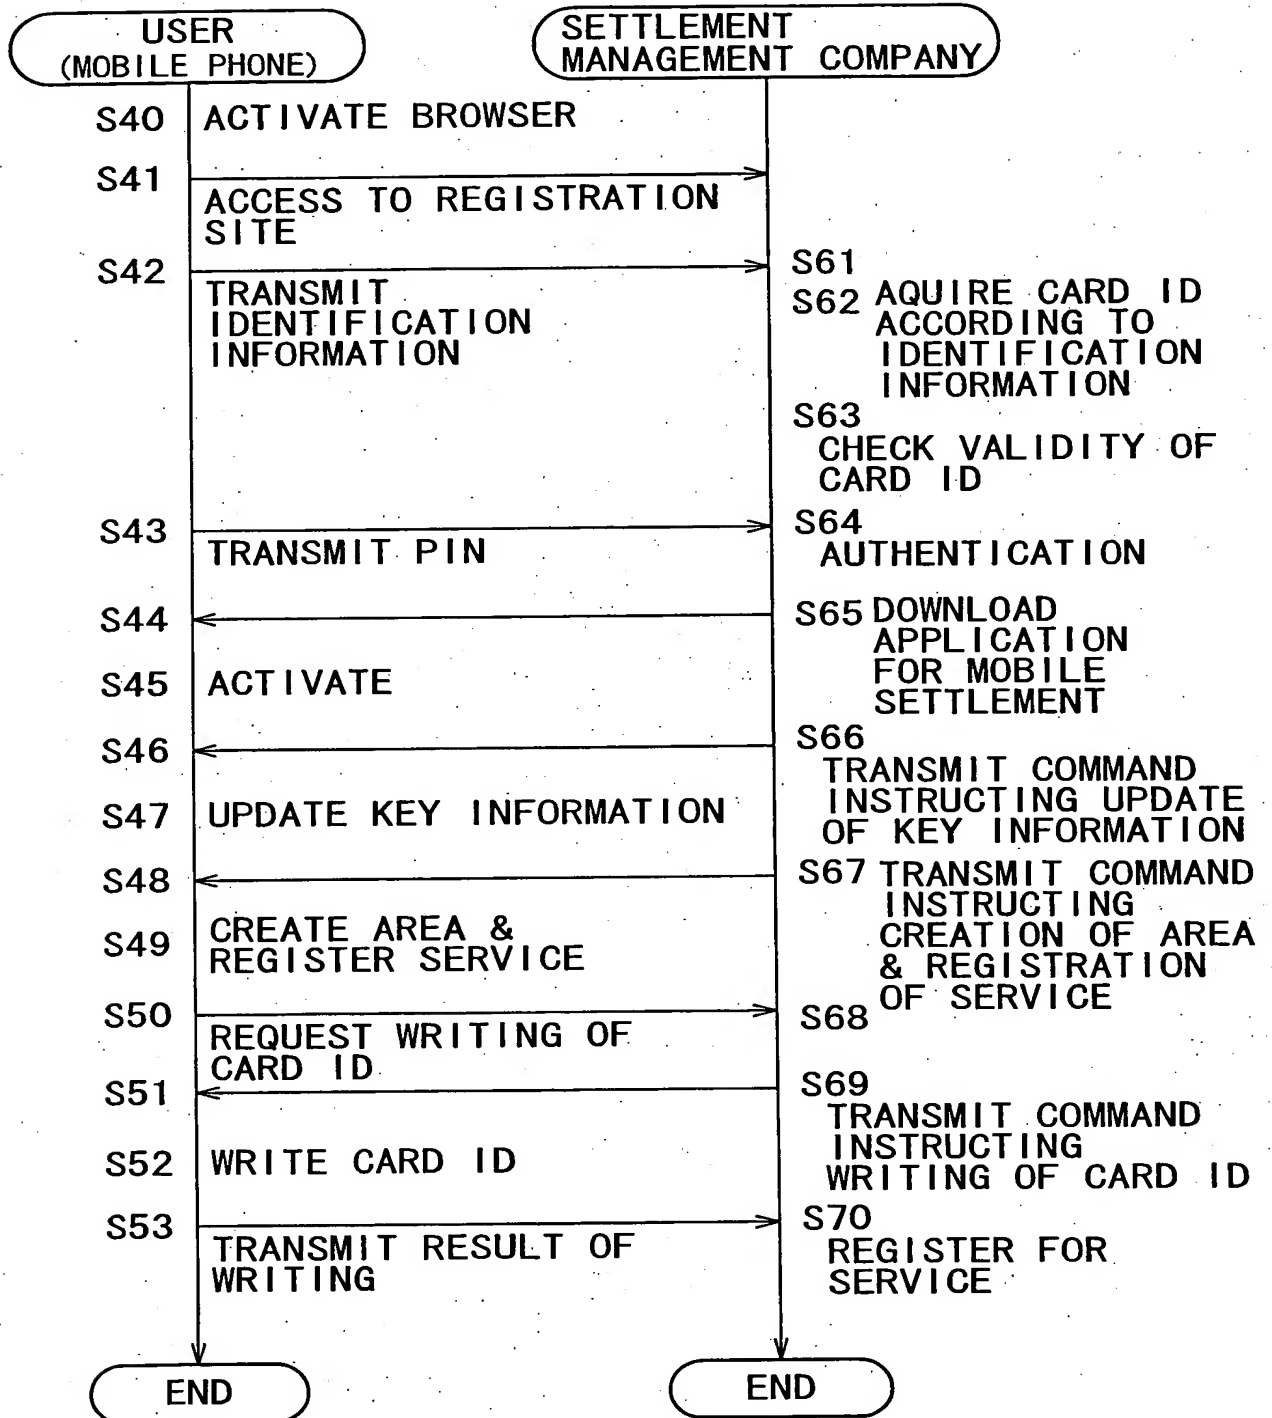 USER
(MOBILE PHONE)
SETTLEMENT
MANAGEMENT COMPANY
S40 ACTIVATE BROWSER
S41
ACCESS TO REGISTRATION
SITE
S42
TRANSMIT
IDENTIFICATION
INFORMATION
S61
S62 AQUIRE CARD ID
ACCORDING TO
IDENTIFICATION
INFORMATION
S63
CHECK VALIDITY OF
CARD ID
S43
TRANSMIT PIN
S64
AUTHENTICATION
S44
S65 DOWNLOAD
APPLICATION
FOR MOBILE
SETTLEMENT
S45 ACTIVATE
S46
S66
TRANSMIT COMMAND
INSTRUCTING UPDATE
OF KEY INFORMATION
S47 UPDATE KEY INFORMATION
S48
S67 TRANSMIT COMMAND
INSTRUCTING
CREATION OF AREA
& REGISTRATION
OF SERVICE
S49 CREATE AREA &
REGISTER SERVICE
S50
REQUEST WRITING OF
CARD ID
S68
S51
S69
TRANSMIT COMMAND
INSTRUCTING
WRITING OF CARD ID
S52 WRITE CARD ID
S53
TRANSMIT RESULT OF
WRITING
S70
REGISTER FOR
SERVICE
END
END